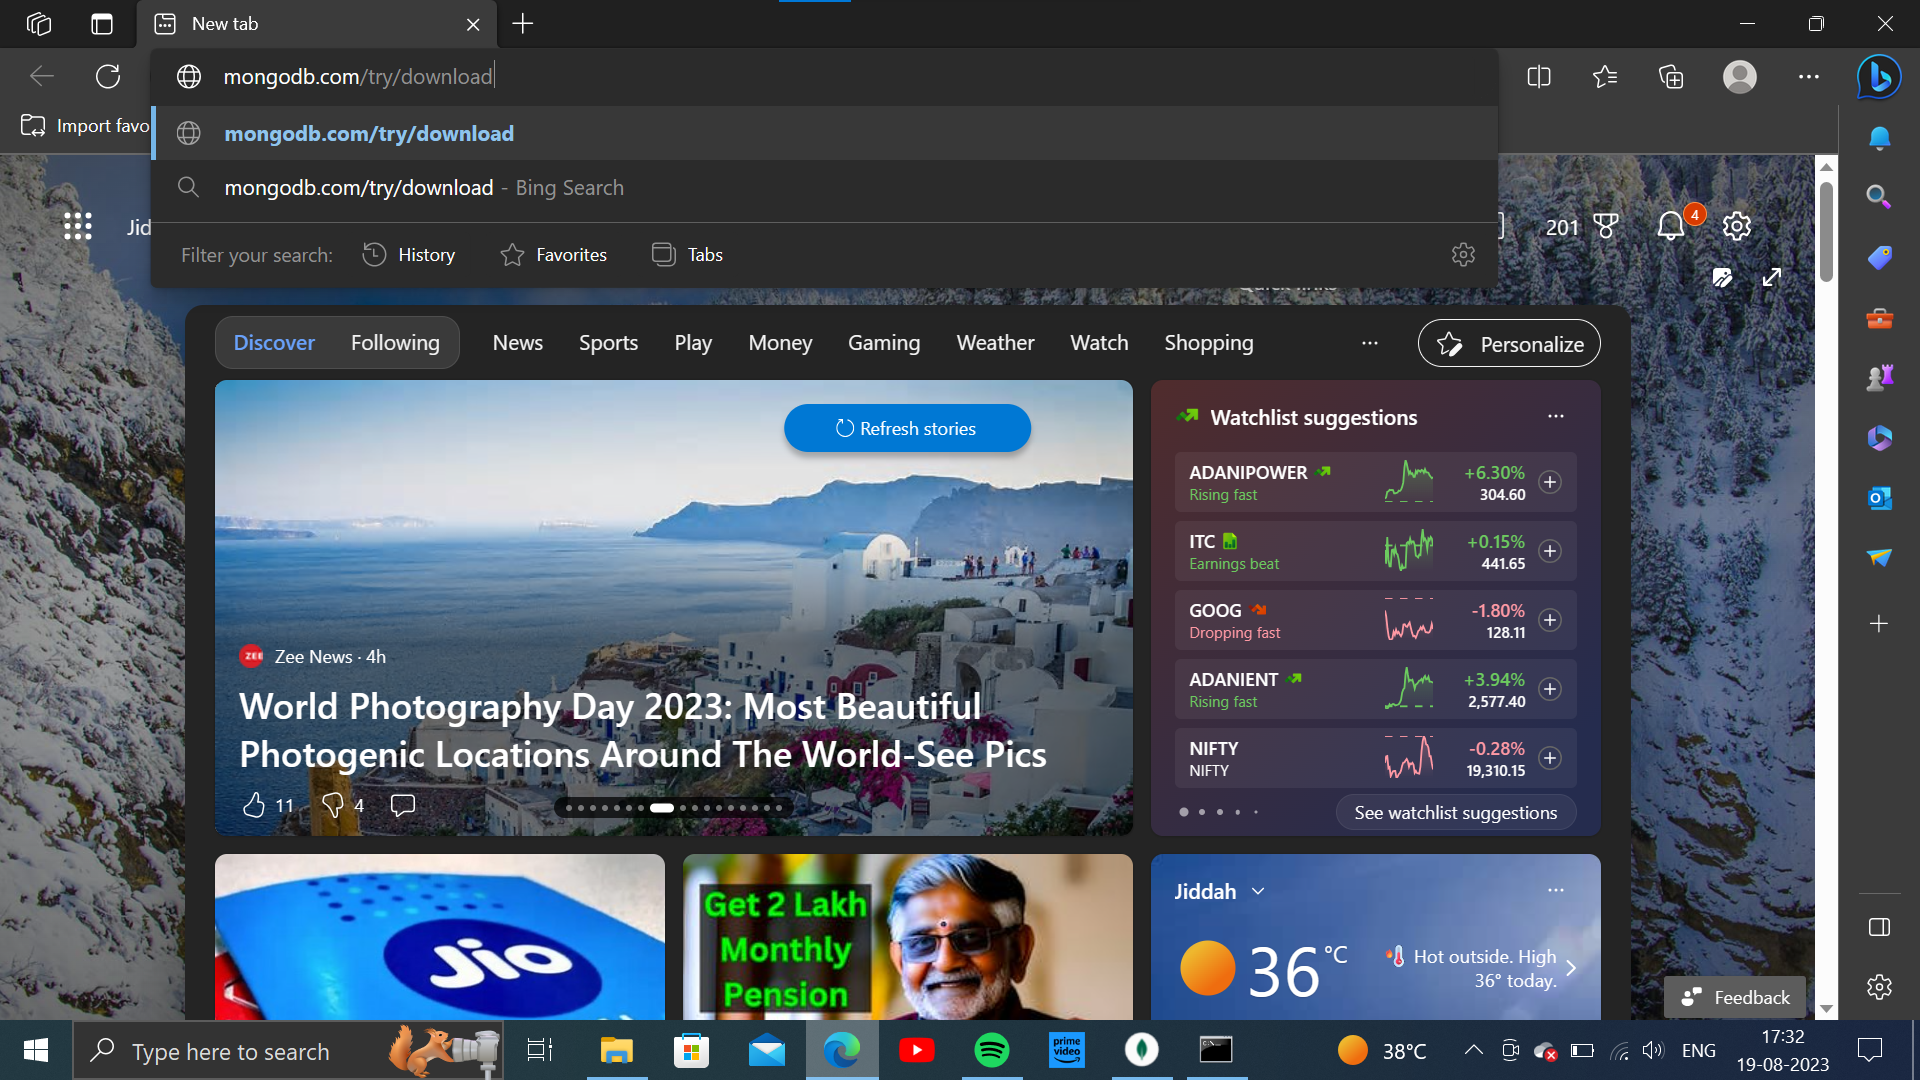 New tab
mongodb.com/try/download
Import favo
mongodb.com/try/download
mongodb.com/try/download - Bing Search
Filter your search:
History
Favorites
Tabs
Jid
201
4
Discover
Following
News
Sports
Play
Money
Gaming
Weather
Watch
Shopping
Personalize
Refresh stories
ZEE
Zee News · 4h
World Photography Day 2023: Most Beautiful
Photogenic Locations Around The World-See Pics
11
4
Watchlist suggestions
ADANIPOWER
+6.30%
Rising fast
304.60
ITC
+0.15%
Earnings beat
441.65
GOOG
-1.80%
Dropping fast
128.11
ADANIENT
+3.94%
Rising fast
2,577.40
NIFTY
-0.28%
NIFTY
19,310.15
See watchlist suggestions
Jio
Get 2 Lakh
Monthly
Pension
Jiddah
36 °C
Hot outside. High
36° today.
Feedback
Type here to search
prime
video
38°C
ENG
17:32
19-08-2023